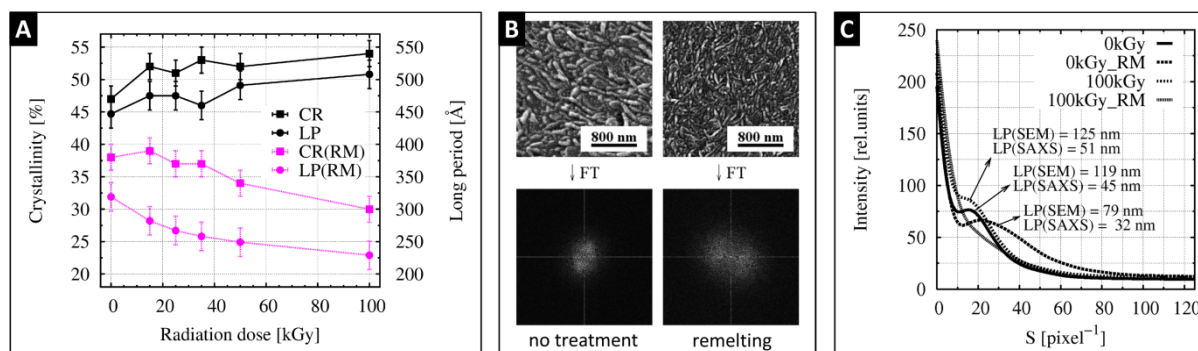 A
55
50
45
40
35
30
25
20
Crystallinity [%]
550
500
450
400
350
300
250
200
Long period [Å]
CR
LP
CR(RM)
LP(RM)
0 20 40 60 80 100
Radiation dose [kGy]
B
800 nm 800 nm
↓ FT ↓ FT
no treatment remelting
C
250
200
150
100
75
50
25
0
Intensity [rel.units]
0kGy
0kGy_RM
100kGy
100kGy_RM
LP(SEM) = 125 nm
LP(SAXS) = 51 nm
LP(SEM) = 119 nm
LP(SAXS) = 45 nm
LP(SEM) = 79 nm
LP(SAXS) = 32 nm
0 20 40 60 80 100 120
S [pixel⁻¹]